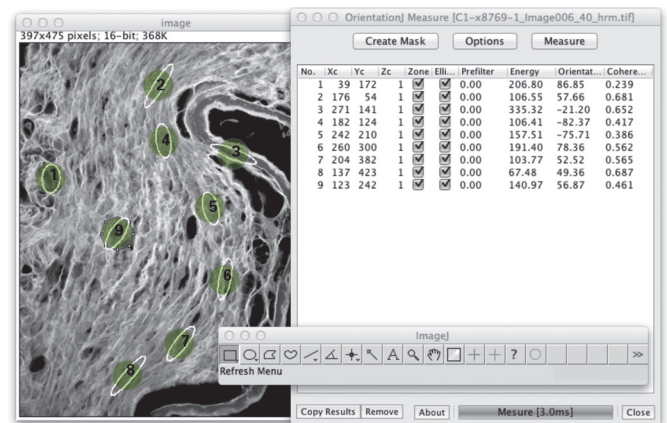 image
397x475 pixels; 16-bit; 368K
2
4
3
1
5
9
6
7
8
OrientationJ Measure [C1-x8769-1_Image006_40_hrm.tif]
Create Mask Options Measure
No. Xc Yc Zc Zone Elli... Prefilter Energy Orientat... Cohere...
1 39 172 1 0.00 206.80 86.85 0.239
2 176 54 1 0.00 106.55 57.66 0.681
3 271 141 1 0.00 335.32 -21.20 0.652
4 182 124 1 0.00 106.41 -82.37 0.417
5 242 210 1 0.00 157.51 -75.71 0.386
6 260 300 1 0.00 191.40 78.36 0.562
7 204 382 1 0.00 103.77 52.52 0.565
8 137 423 1 0.00 67.48 49.36 0.687
9 123 242 1 0.00 140.97 56.87 0.461
ImageJ
A ? >>
Refresh Menu
Copy Results Remove About Mesure [3.0ms] Close